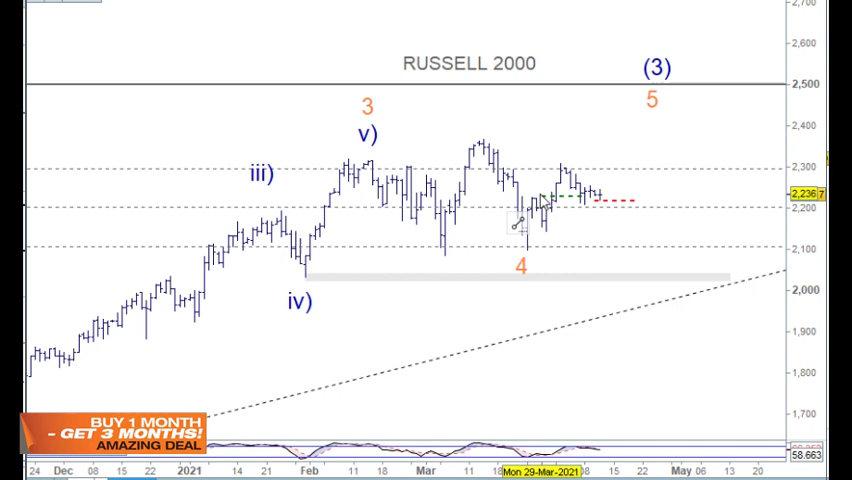 2,700
2,600
RUSSELL 2000
(3)
2,500
5
3
2,400
v)
iii)
2,300
2,236 7
2,200
2,100
4
iv)
2,000
1,900
1,800
1,700
BUY 1 MONTH
- GET 3 MONTHS!
AMAZING DEAL
58.663
24 Dec 08 15 22 2021 14 21 Feb 11 18 Mar 11 18 Mon 29-Mar-2021 08 15 22 May 06 13 20